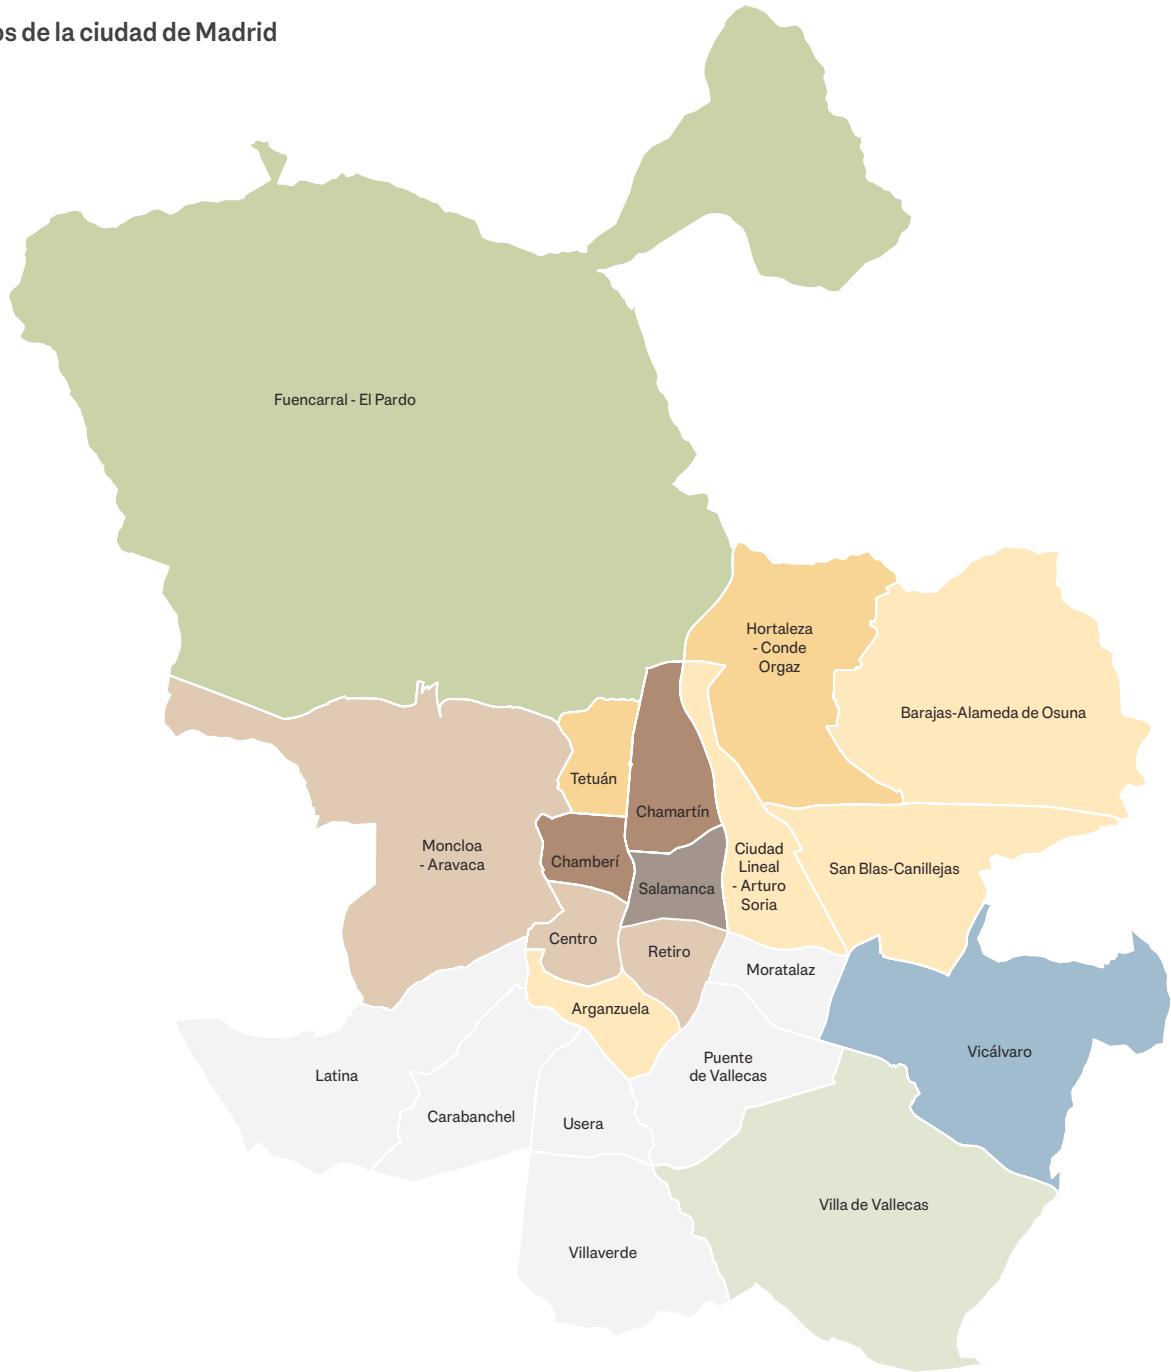 de la ciudad de Madrid
Fuencarral - El Pardo
Hortaleza
- Conde
Orgaz
Barajas-Alameda de Osuna
Tetuán
Chamartín
Moncloa
- Aravaca
Chamberí
Ciudad
Lineal
- Arturo
Soria
San Blas-Canillejas
Salamanca
Centro
Retiro
Moratalaz
Arganzuela
Vicálvaro
Puente
de Vallecas
Latina
Carabanchel
Usera
Villa de Vallecas
Villaverde